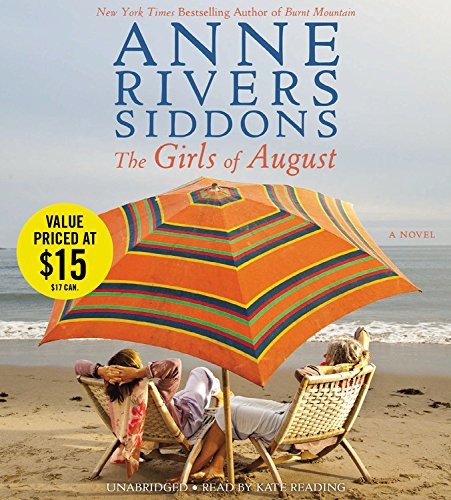 New York Times Bestselling Author of Burnt Mountain
ANNE
RIVERS
SIDDONS
The Girls of August
VALUE
PRICED AT
$15
$17 CAN.
A NOVEL
UNABRIDGED • READ BY KATE READING